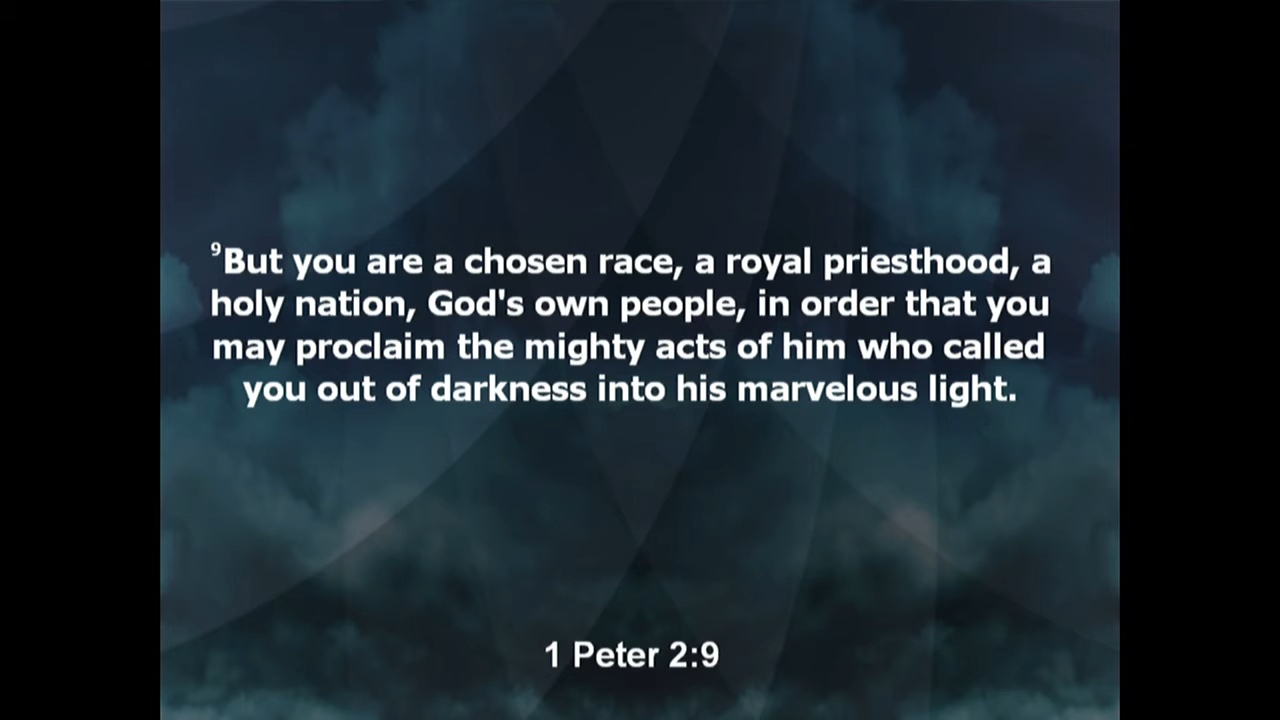 ⁹But you are a chosen race, a royal priesthood, a
holy nation, God's own people, in order that you
may proclaim the mighty acts of him who called
you out of darkness into his marvelous light.
1 Peter 2:9